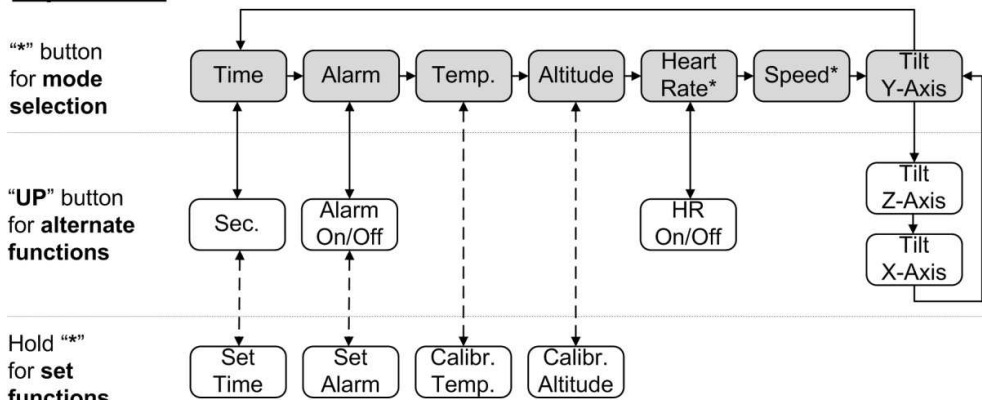 “*” button
for mode
selection
Time
Alarm
Temp.
Altitude
Heart
Rate*
Speed*
Tilt
Y-Axis
“UP” button
for alternate
functions
Sec.
Alarm
On/Off
HR
On/Off
Tilt
Z-Axis
Tilt
X-Axis
Hold “*”
for set
functions
Set
Time
Set
Alarm
Calibr.
Temp.
Calibr.
Altitude